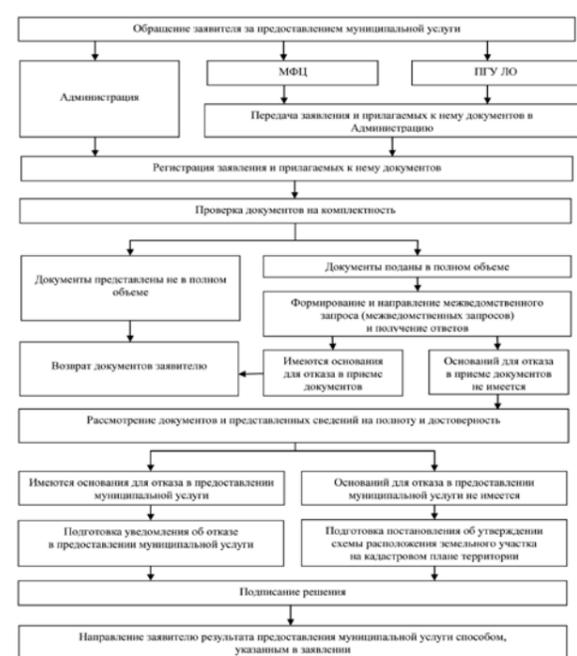 Обращение заявителя за предоставлением муниципальной услуги
Администрация
МФЦ
ПГУ ЛО
Передача заявления и прилагаемых к нему документов в
Администрацию
Регистрация заявления и прилагаемых к нему документов
Проверка документов на комплектность
Документы представлены не в полном
объеме
Документы поданы в полном объеме
Формирование и направление межведомственного
запроса (межведомственных запросов)
и получение ответов
Возврат документов заявителю
Имеются основания
для отказа в приеме
документов
Оснований для отказа
в приеме документов
не имеется
Рассмотрение документов и представленных сведений на полноту и достоверность
Имеются основания для отказа в предоставлении
муниципальной услуги
Оснований для отказа в предоставлении
муниципальной услуги не имеется
Подготовка уведомления об отказе
в предоставлении муниципальной услуги
Подготовка постановления об утверждении
схемы расположения земельного участка
на кадастровом плане территории
Подписание решения
Направление заявителю результата предоставления муниципальной услуги способом,
указанным в заявлении